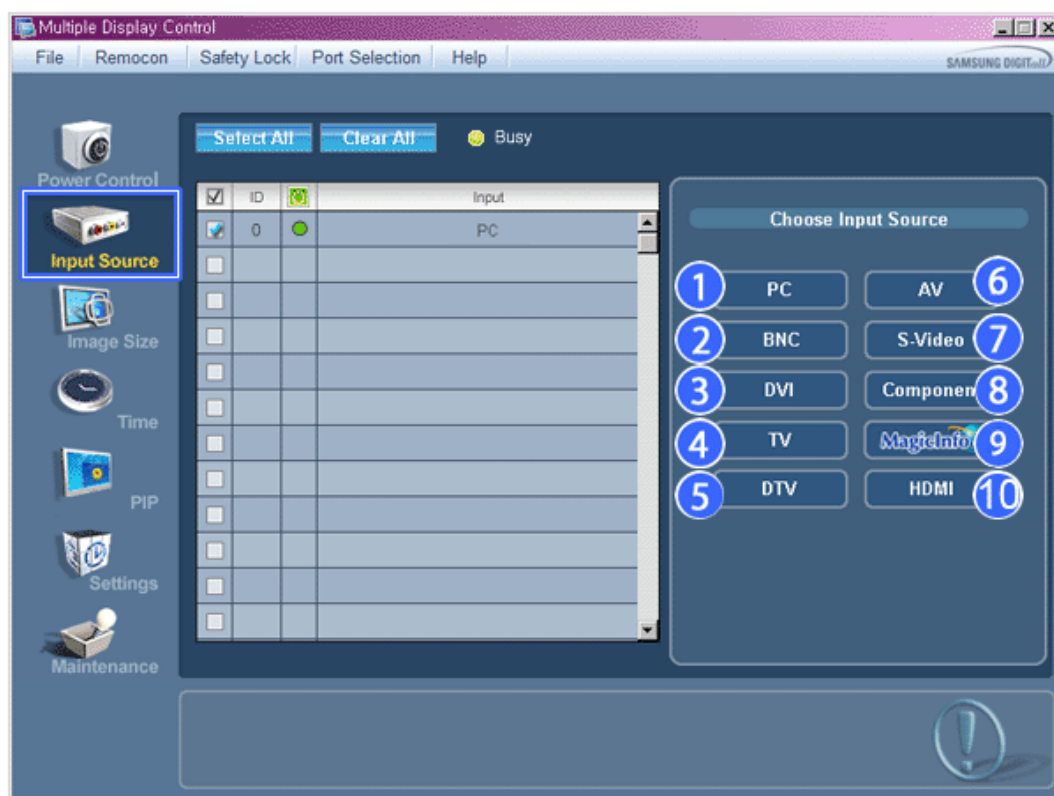 Multiple Display Control
File Remocon Safety Lock Port Selection Help
SAMSUNG DIGITall
Select All Clear All Busy
Power Control
Input Source
Image Size
Time
PIP
Settings
Maintenance
ID Input
0 PC
Choose Input Source
1 PC AV 6
2 BNC S-Video 7
3 DVI Componen 8
4 TV MagicInfo 9
5 DTV HDMI 10